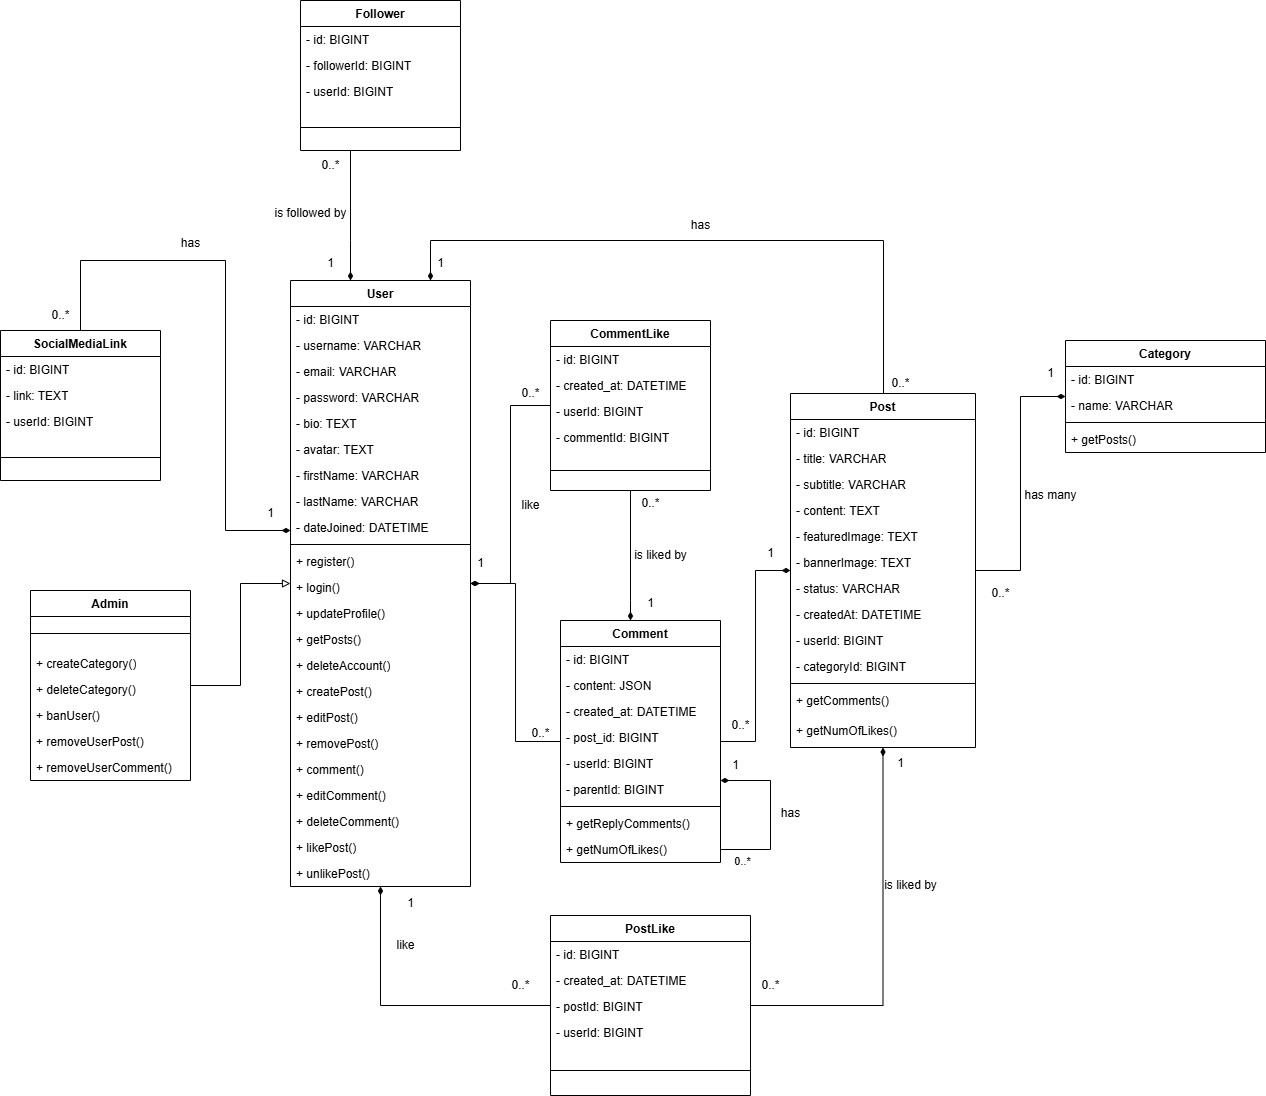 Follower
- id: BIGINT
- followerId: BIGINT
- userId: BIGINT
0..*
is followed by
1
has
1
has
0..*
0..*
SocialMediaLink
- id: BIGINT
- link: TEXT
- userId: BIGINT
1
User
- id: BIGINT
- username: VARCHAR
- email: VARCHAR
- password: VARCHAR
- bio: TEXT
- avatar: TEXT
- firstName: VARCHAR
- lastName: VARCHAR
- dateJoined: DATETIME
+ register()
+ login()
+ updateProfile()
+ getPosts()
+ deleteAccount()
+ createPost()
+ editPost()
+ removePost()
+ comment()
+ editComment()
+ deleteComment()
+ likePost()
+ unlikePost()
Admin
+ createCategory()
+ deleteCategory()
+ banUser()
+ removeUserPost()
+ removeUserComment()
CommentLike
- id: BIGINT
- created_at: DATETIME
- userId: BIGINT
- commentId: BIGINT
0..*
like
1
0..*
is liked by
1
0..*
Comment
- id: BIGINT
- content: JSON
- created_at: DATETIME
- post_id: BIGINT
- userId: BIGINT
- parentId: BIGINT
+ getReplyComments()
+ getNumOfLikes()
0..*
1
1
has
0..*
Post
- id: BIGINT
- title: VARCHAR
- subtitle: VARCHAR
- content: TEXT
- featuredImage: TEXT
- bannerImage: TEXT
- status: VARCHAR
- createdAt: DATETIME
- userId: BIGINT
- categoryId: BIGINT
+ getComments()
+ getNumOfLikes()
Category
- id: BIGINT
- name: VARCHAR
+ getPosts()
1
has many
0..*
1
is liked by
1
like
0..*
0..*
PostLike
- id: BIGINT
- created_at: DATETIME
- postId: BIGINT
- userId: BIGINT